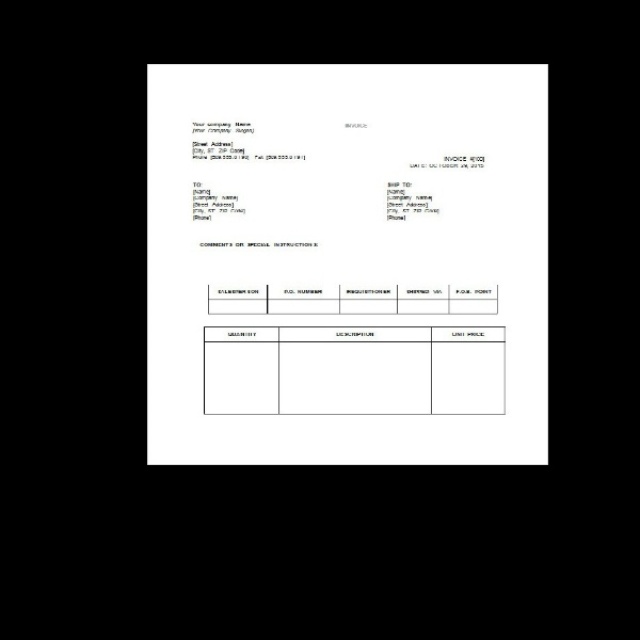 Your company Name
INVOICE
[Your Company Slogan]
[Street Address]
[City, ST ZIP Code]
Phone [509.555.0190] Fax [509.555.0191]
INVOICE #[100]
DATE: OCTOBER 29, 2015
TO: SHIP TO:
[Name] [Name]
[Company Name] [Company Name]
[Street Address] [Street Address]
[City, ST ZIP Code] [City, ST ZIP Code]
[Phone] [Phone]
COMMENTS OR SPECIAL INSTRUCTIONS
SALESPERSON P.O. NUMBER REQUISITIONER SHIPPED VIA F.O.B. POINT
QUANTITY DESCRIPTION UNIT PRICE